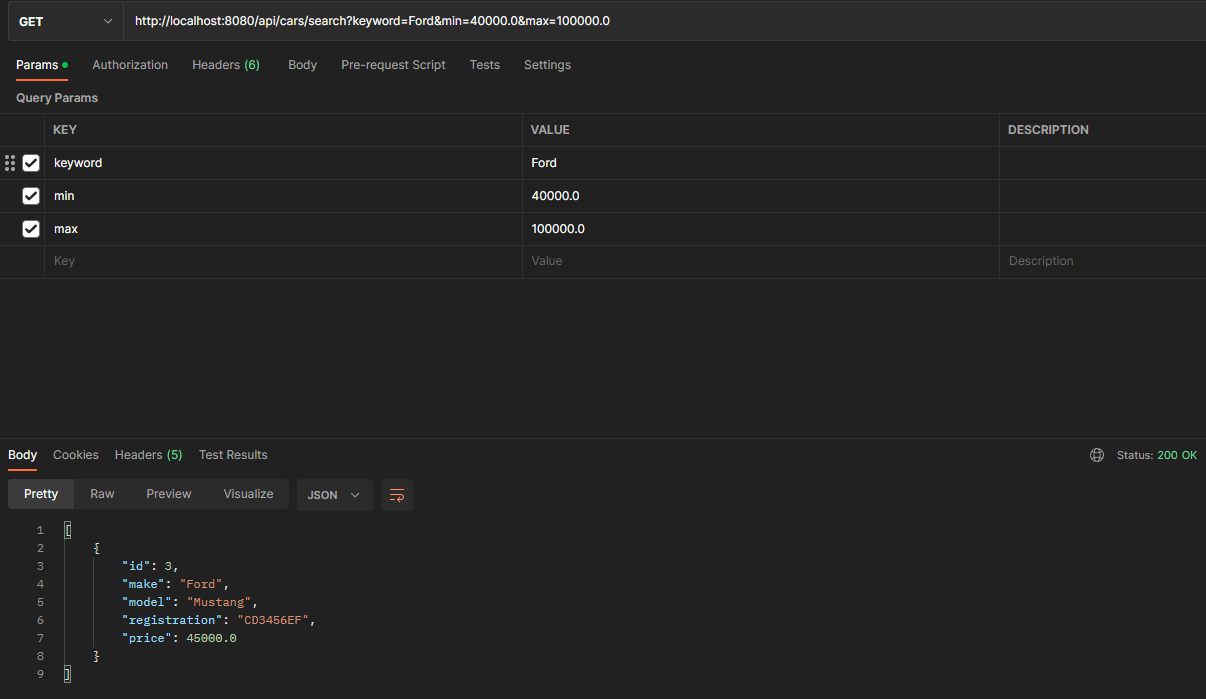 GET http://localhost:8080/api/cars/search?keyword=Ford&min=40000.0&max=100000.0
Params Authorization Headers (6) Body Pre-request Script Tests Settings
Query Params
KEY VALUE DESCRIPTION
keyword Ford
min 40000.0
max 100000.0
Key Value Description
Body Cookies Headers (5) Test Results Status: 200 OK
Pretty Raw Preview Visualize JSON
1 [
2 {
3 "id": 3,
4 "make": "Ford",
5 "model": "Mustang",
6 "registration": "CD3456EF",
7 "price": 45000.0
8 }
9 ]